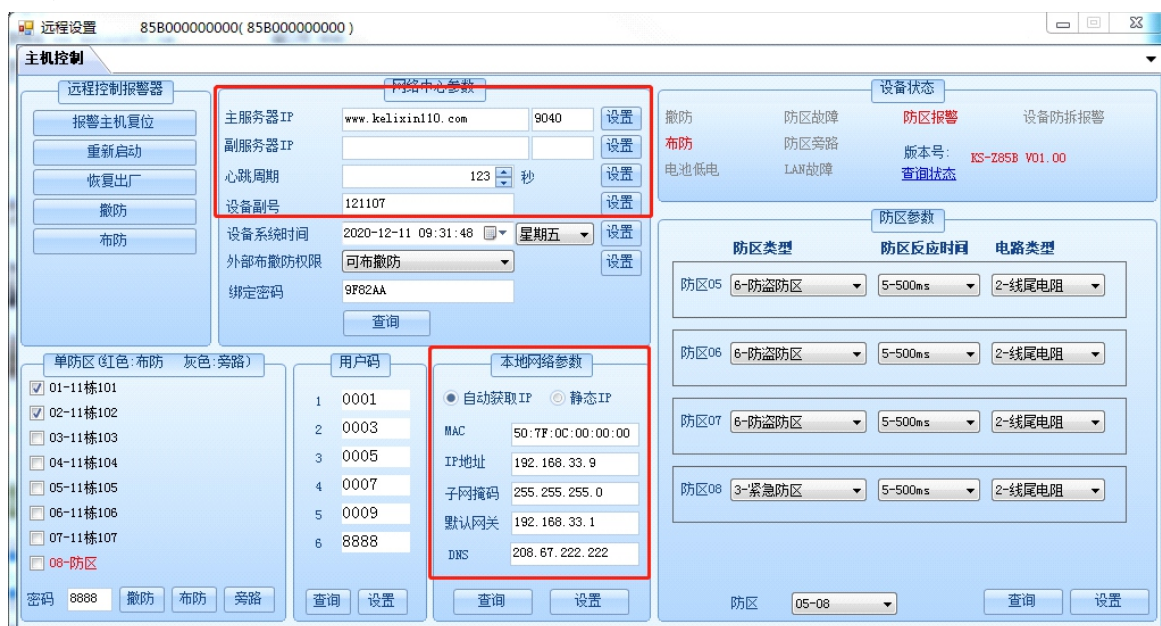 远程设置 85B000000000( 85B000000000 )
主机控制
远程控制报警器
报警主机复位
重新启动
恢复出厂
撤防
布防
网络中心参数
主服务器IP www.kelixin110.com 9040 设置
副服务器IP 设置
心跳周期 123 秒 设置
设备副号 121107 设置
设备系统时间 2020-12-11 09:31:48 星期五 设置
外部布撤防权限 可布撤防 设置
绑定密码 9F82AA
查询
设备状态
撤防 防区故障 防区报警 设备防拆报警
布防 防区旁路 版本号: KS-Z85B V01.00
电池低电 LAN故障 查询状态
防区参数
防区类型 防区反应时间 电路类型
防区05 6-防盗防区 5-500ms 2-线尾电阻
防区06 6-防盗防区 5-500ms 2-线尾电阻
防区07 6-防盗防区 5-500ms 2-线尾电阻
防区08 3-紧急防区 5-500ms 2-线尾电阻
防区 05-08 查询 设置
单防区(红色:布防 灰色:旁路)
01-11栋101
02-11栋102
03-11栋103
04-11栋104
05-11栋105
06-11栋106
07-11栋107
08-防区
密码 8888 撤防 布防 旁路
用户码
1 0001
2 0003
3 0005
4 0007
5 0009
6 8888
查询 设置
本地网络参数
自动获取IP 静态IP
MAC 50:7F:0C:00:00:00
IP地址 192.168.33.9
子网掩码 255.255.255.0
默认网关 192.168.33.1
DNS 208.67.222.222
查询 设置